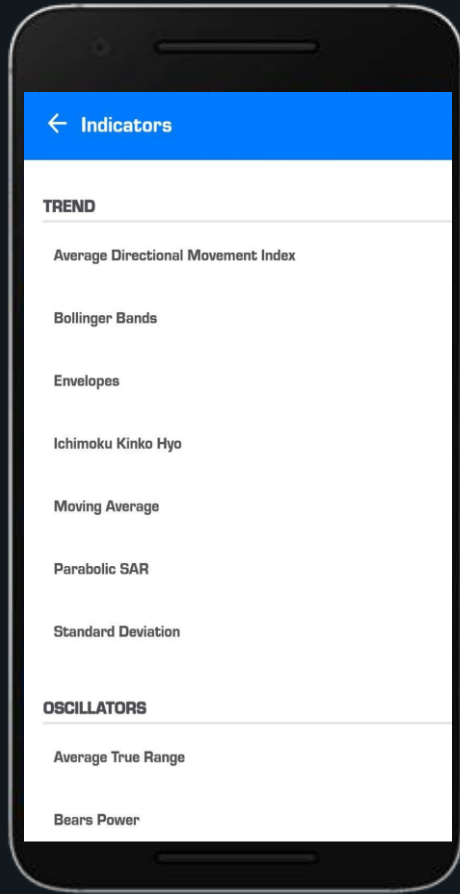 Indicators
TREND
Average Directional Movement Index
Bollinger Bands
Envelopes
Ichimoku Kinko Hyo
Moving Average
Parabolic SAR
Standard Deviation
OSCILLATORS
Average True Range
Bears Power